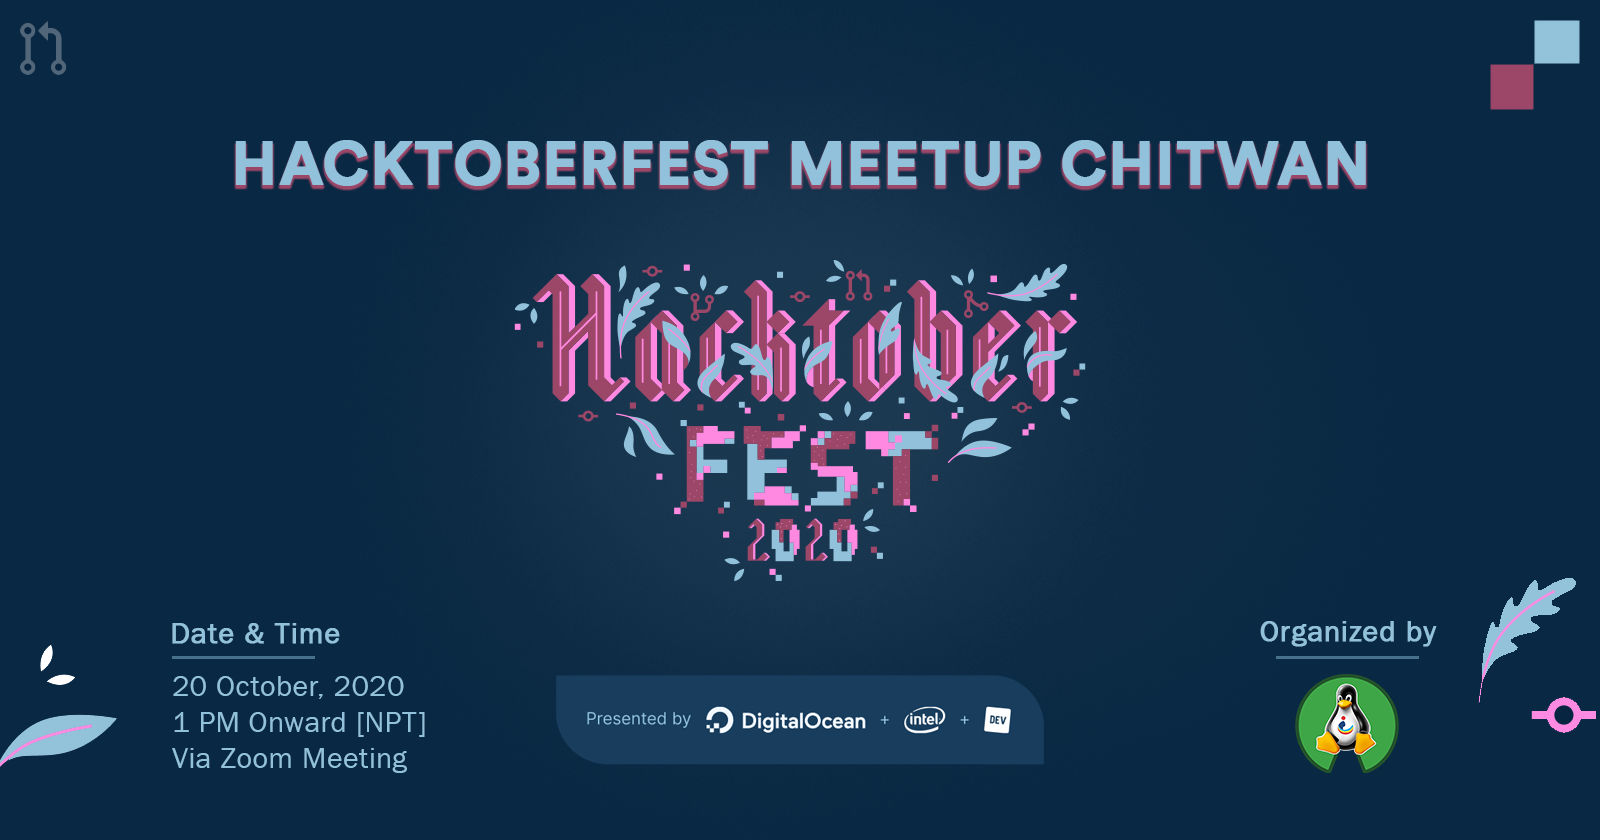 HACKTOBERFEST MEETUP CHITWAN
Hacktober
FEST
2020
Date & Time
20 October, 2020
1 PM Onward [NPT]
Via Zoom Meeting
Presented by DigitalOcean + intel + DEV
Organized by